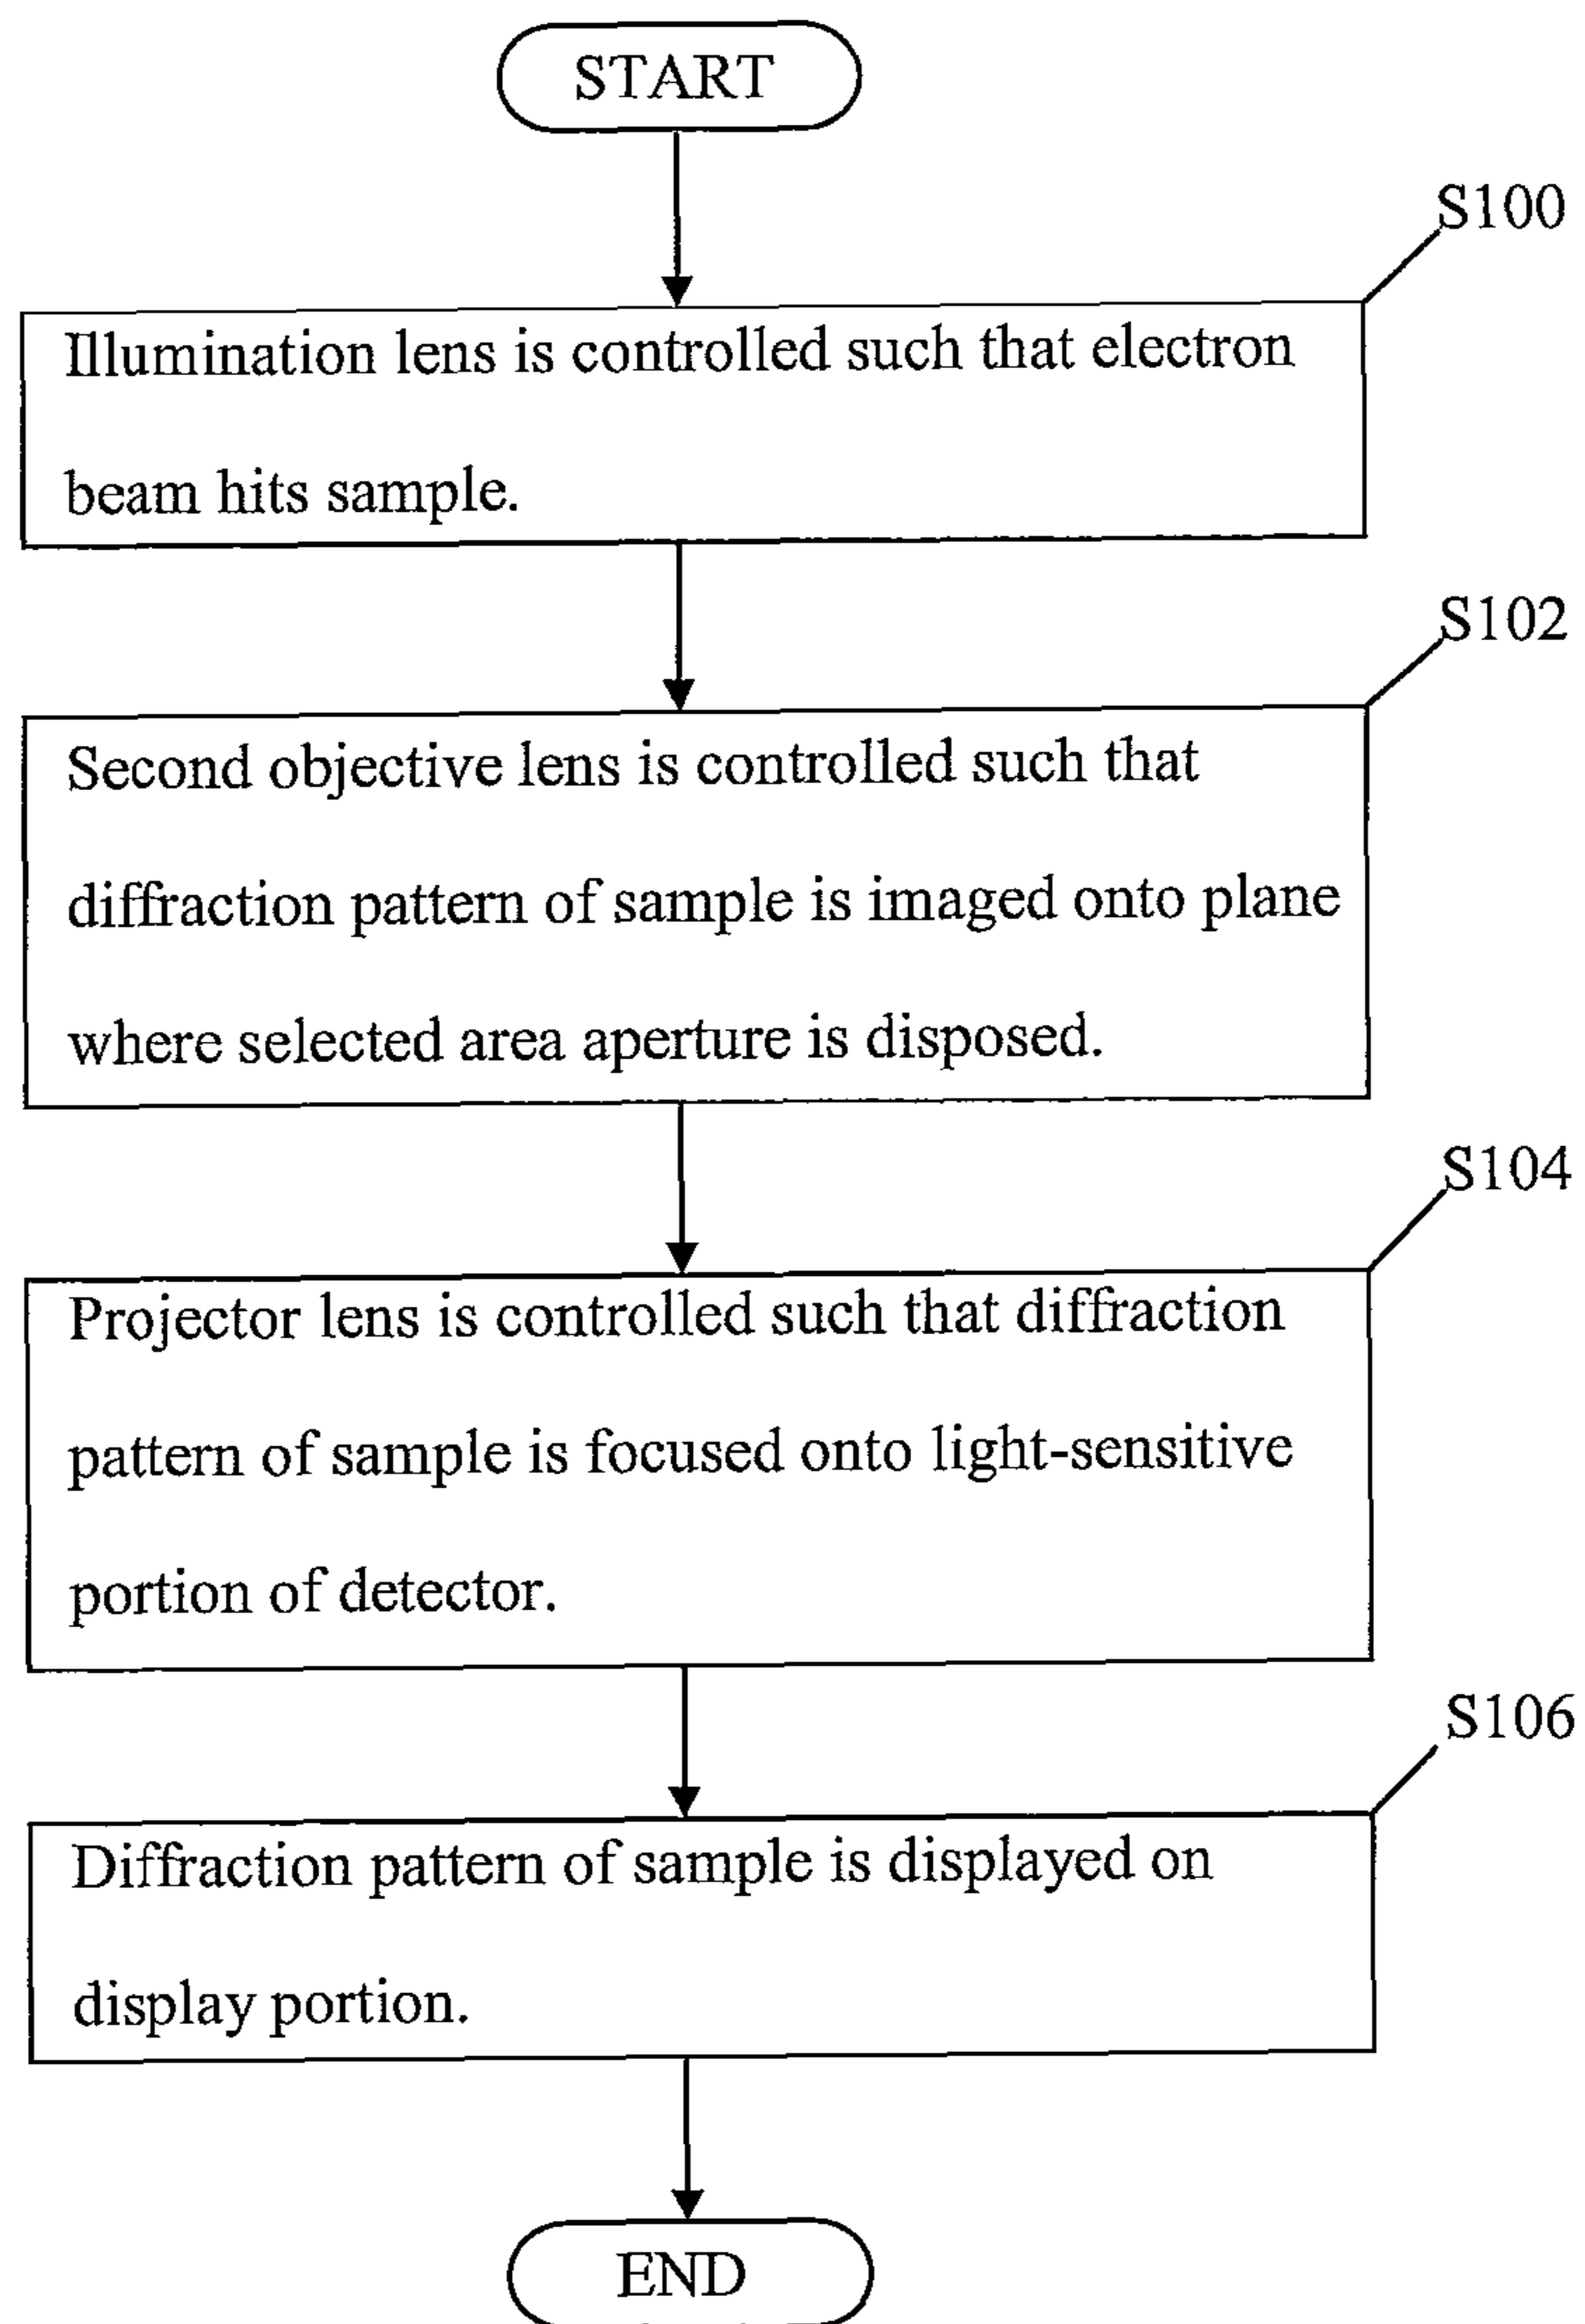 START
S100
Illumination lens is controlled such that electron
beam hits sample.
S102
Second objective lens is controlled such that
diffraction pattern of sample is imaged onto plane
where selected area aperture is disposed.
S104
Projector lens is controlled such that diffraction
pattern of sample is focused onto light-sensitive
portion of detector.
S106
Diffraction pattern of sample is displayed on
display portion.
END